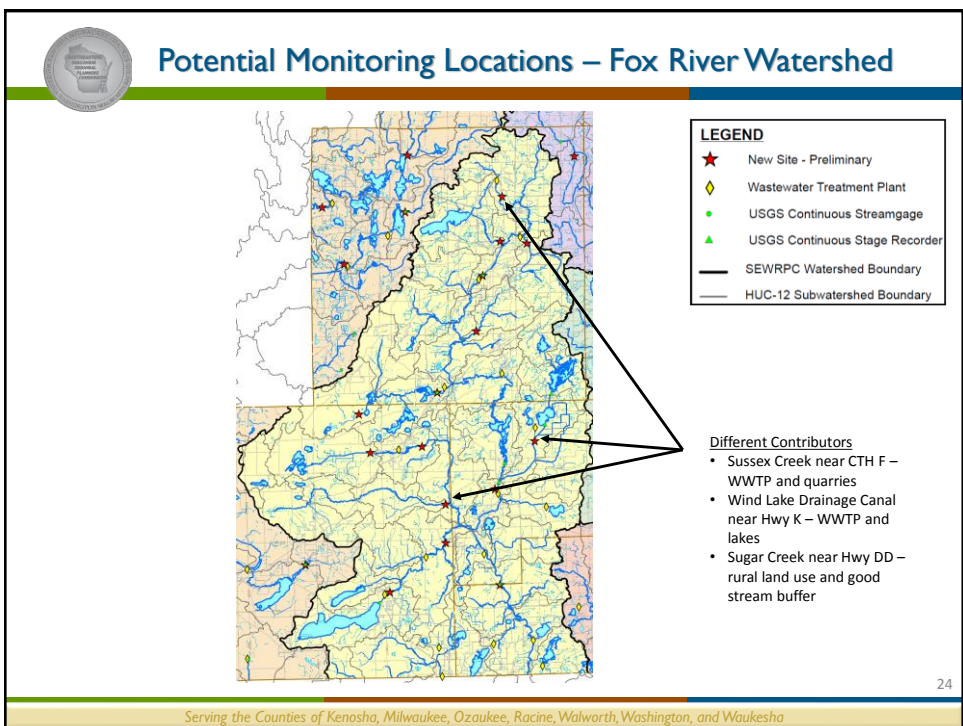 Potential Monitoring Locations – Fox River Watershed
LEGEND
New Site - Preliminary
Wastewater Treatment Plant
USGS Continuous Streamgage
USGS Continuous Stage Recorder
SEWRPC Watershed Boundary
HUC-12 Subwatershed Boundary
Different Contributors
• Sussex Creek near CTH F –
WWTP and quarries
• Wind Lake Drainage Canal
near Hwy K – WWTP and
lakes
• Sugar Creek near Hwy DD –
rural land use and good
stream buffer
24
Serving the Counties of Kenosha, Milwaukee, Ozaukee, Racine, Walworth, Washington, and Waukesha